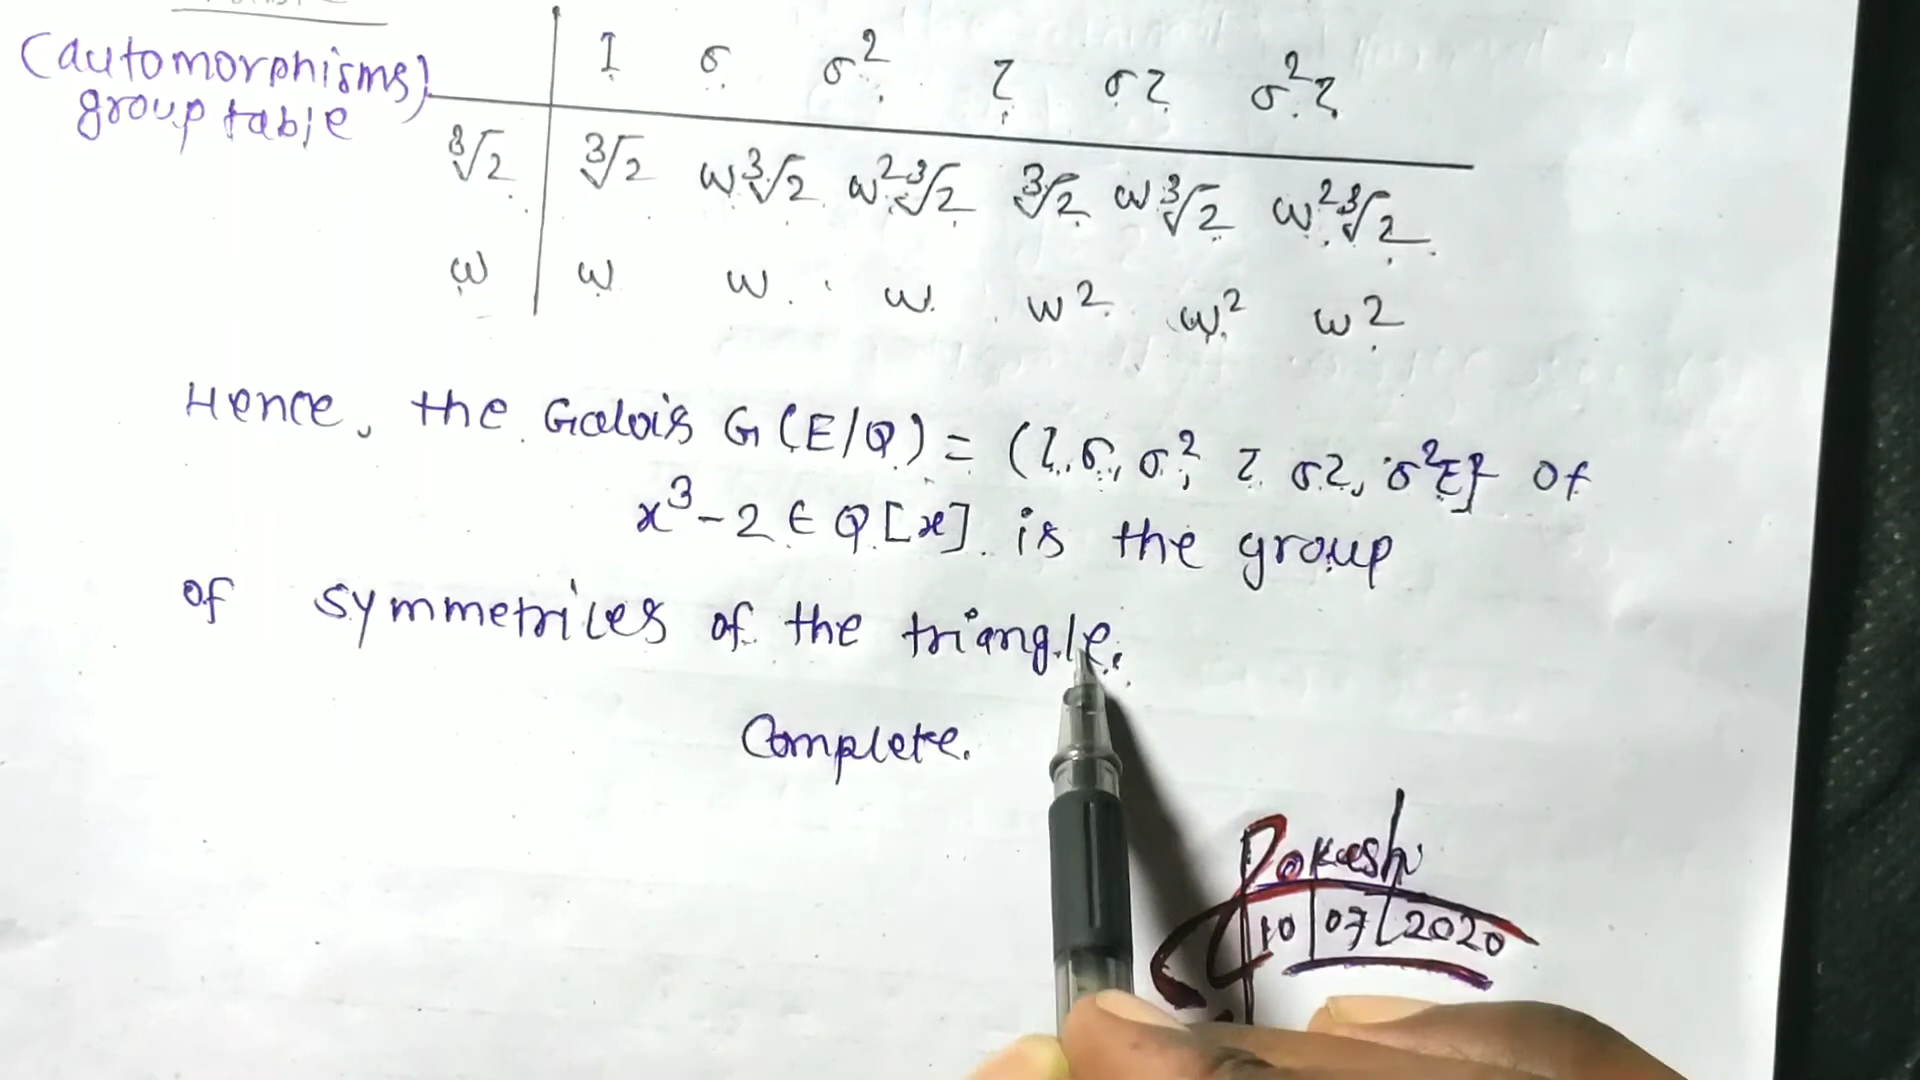 (automorphisms) I σ σ² τ στ σ²τ
group table
∛2 ∛2 ω∛2 ω²∛2 ∛2 ω∛2 ω²∛2
ω ω ω ω ω² ω² ω²
Hence, the Galois G(E/Q) = (I, σ, σ², τ στ, σ²τ} of
x³-2 ∈ Q[x] is the group
of symmetrices of the triangle.
Complete.
10/07/2020